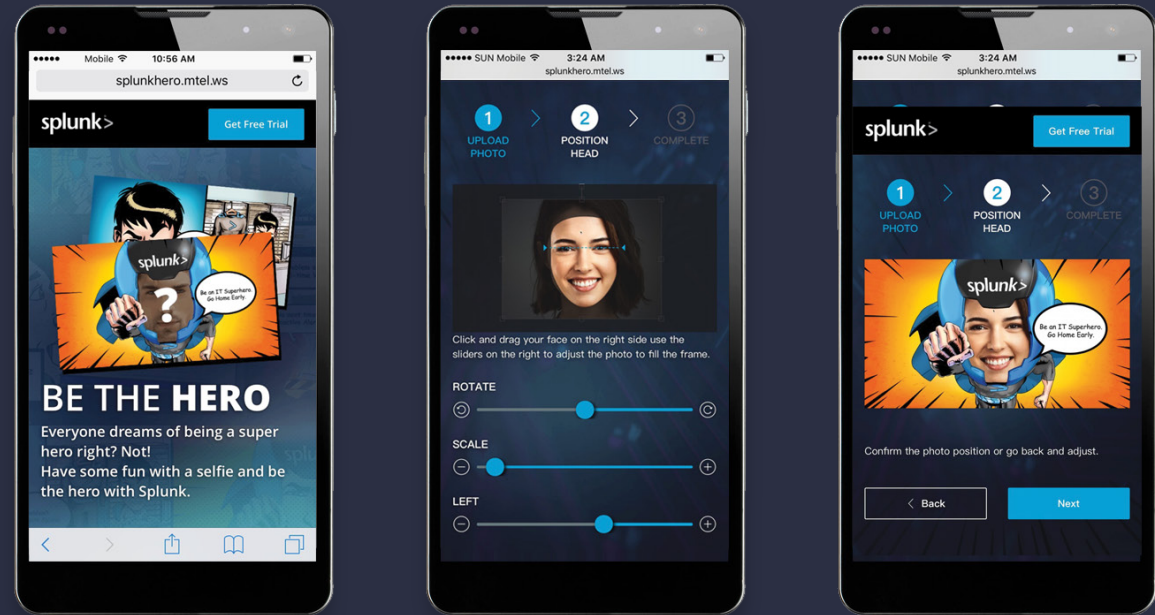 Mobile 10:56 AM
splunkhero.mtel.ws
splunk>
Get Free Trial
splunk>
?
Be an IT Superhero.
Go Home Early.
BE THE HERO
Everyone dreams of being a super
hero right? Not!
Have some fun with a selfie and be
the hero with Splunk.
SUN Mobile 3:24 AM
splunkhero.mtel.ws
1
2
3
UPLOAD
PHOTO
POSITION
HEAD
COMPLETE
Click and drag your face on the right side use the
sliders on the right to adjust the photo to fill the frame.
ROTATE
SCALE
LEFT
SUN Mobile 3:24 AM
splunkhero.mtel.ws
splunk>
Get Free Trial
1
2
3
UPLOAD
PHOTO
POSITION
HEAD
COMPLETE
splunk>
Be an IT Superhero.
Go Home Early.
Confirm the photo position or go back and adjust.
< Back
Next